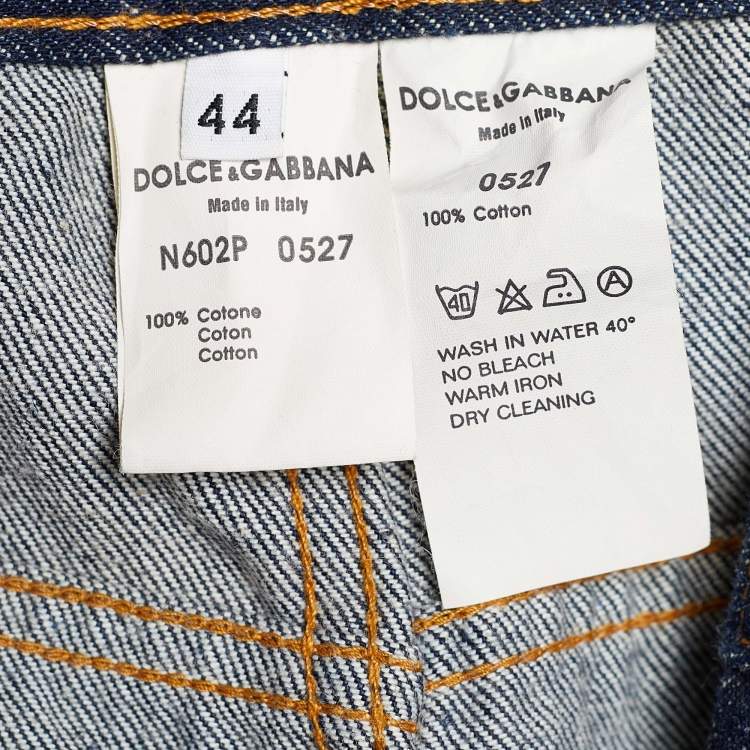 44
DOLCE&GABBANA
Made in Italy
N602P 0527
100% Cotone
Coton
Cotton
DOLCE&GABBANA
Made in Italy
0527
100% Cotton
40 A
WASH IN WATER 40°
NO BLEACH
WARM IRON
DRY CLEANING